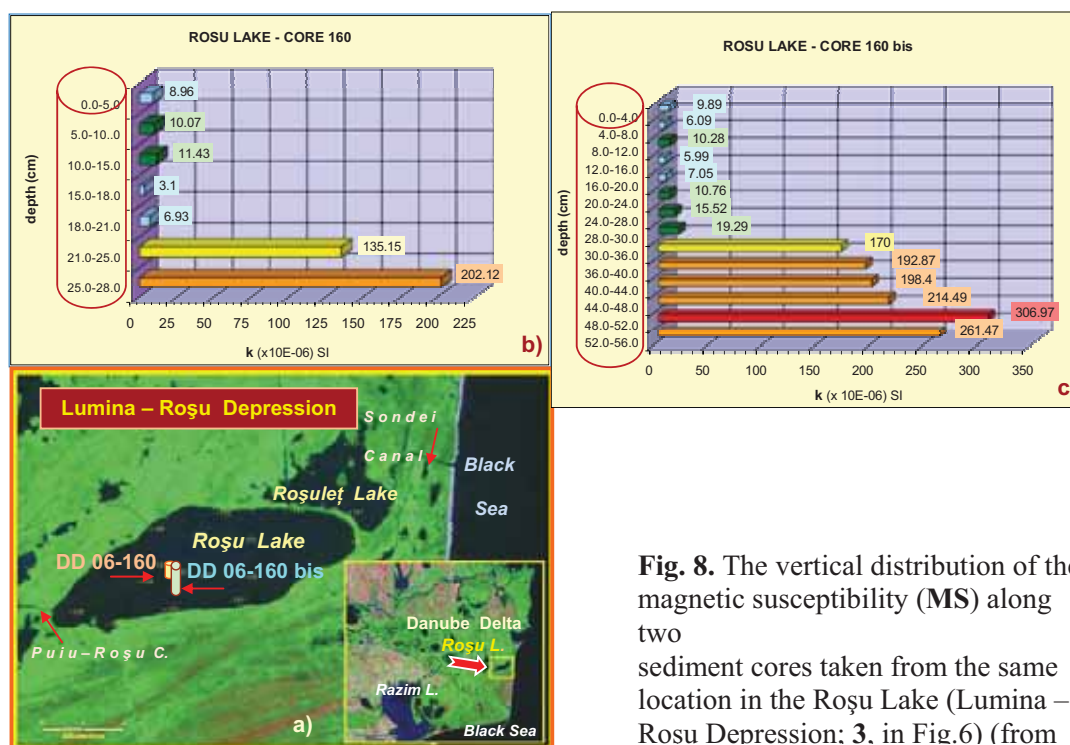 ROSU LAKE - CORE 160
depth (cm)
0.0-5.0 8.96
5.0-10..0 10.07
10.0-15.0 11.43
15.0-18.0 3.1
18.0-21.0 6.93
21.0-25.0 135.15
25.0-28.0 202.12
0 25 50 75 100 125 150 175 200 225
k (x10E-06) SI
b)
ROSU LAKE - CORE 160 bis
depth (cm)
0.0-4.0 9.89
4.0-8.0 6.09
8.0-12.0 10.28
12.0-16.0 5.99
16.0-20.0 7.05
20.0-24.0 10.76
24.0-28.0 15.52
28.0-30.0 19.29
30.0-36.0 170
36.0-40.0 192.87
40.0-44.0 198.4
44.0-48.0 214.49
48.0-52.0 306.97
52.0-56.0 261.47
0 50 100 150 200 250 300 350
k (x 10E-06) SI
c
Lumina – Roşu Depression
Sondei
Canal
Black
Sea
Roşuleţ Lake
Roşu Lake
DD 06-160
DD 06-160 bis
Puiu–Roşu C.
Danube Delta
Roşu L.
Razim L.
Black Sea
a)
Fig. 8. The vertical distribution of the
magnetic susceptibility (MS) along
two
sediment cores taken from the same
location in the Roşu Lake (Lumina –
Rosu Depression; 3, in Fig.6) (from